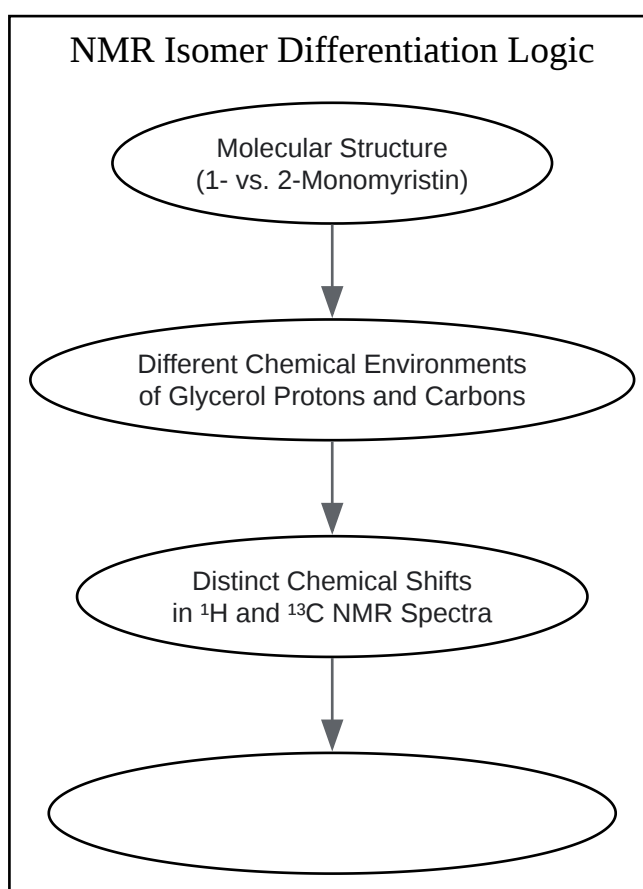 NMR Isomer Differentiation Logic
Molecular Structure
(1- vs. 2-Monomyristin)
Different Chemical Environments
of Glycerol Protons and Carbons
Distinct Chemical Shifts
in ¹H and ¹³C NMR Spectra